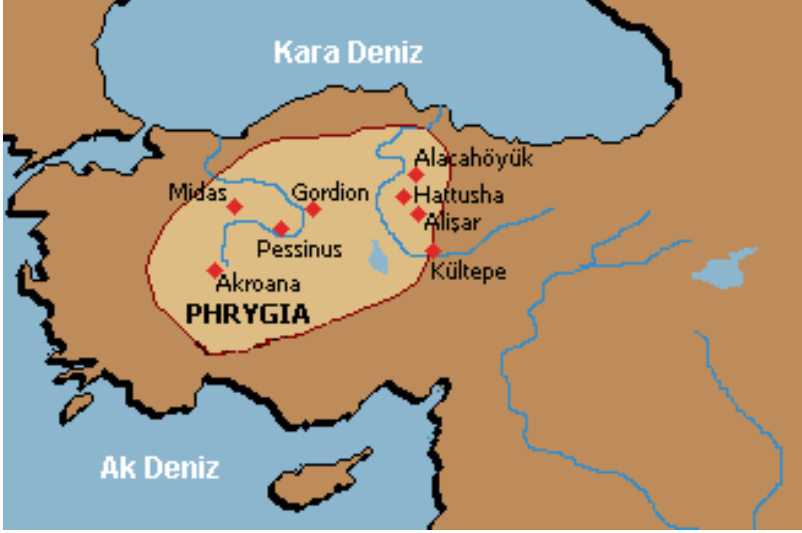 Kara Deniz
Alacahöyük
Midas
Gordion
Hattusha
Alişar
Pessinus
Kültepe
Akroana
PHRYGIA
Ak Deniz